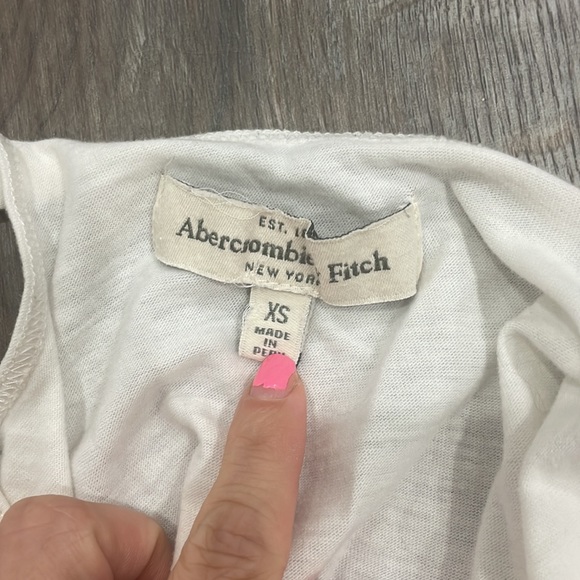 EST.
Abercrombie Fitch
NEW YORK
XS
MADE
IN
PERU